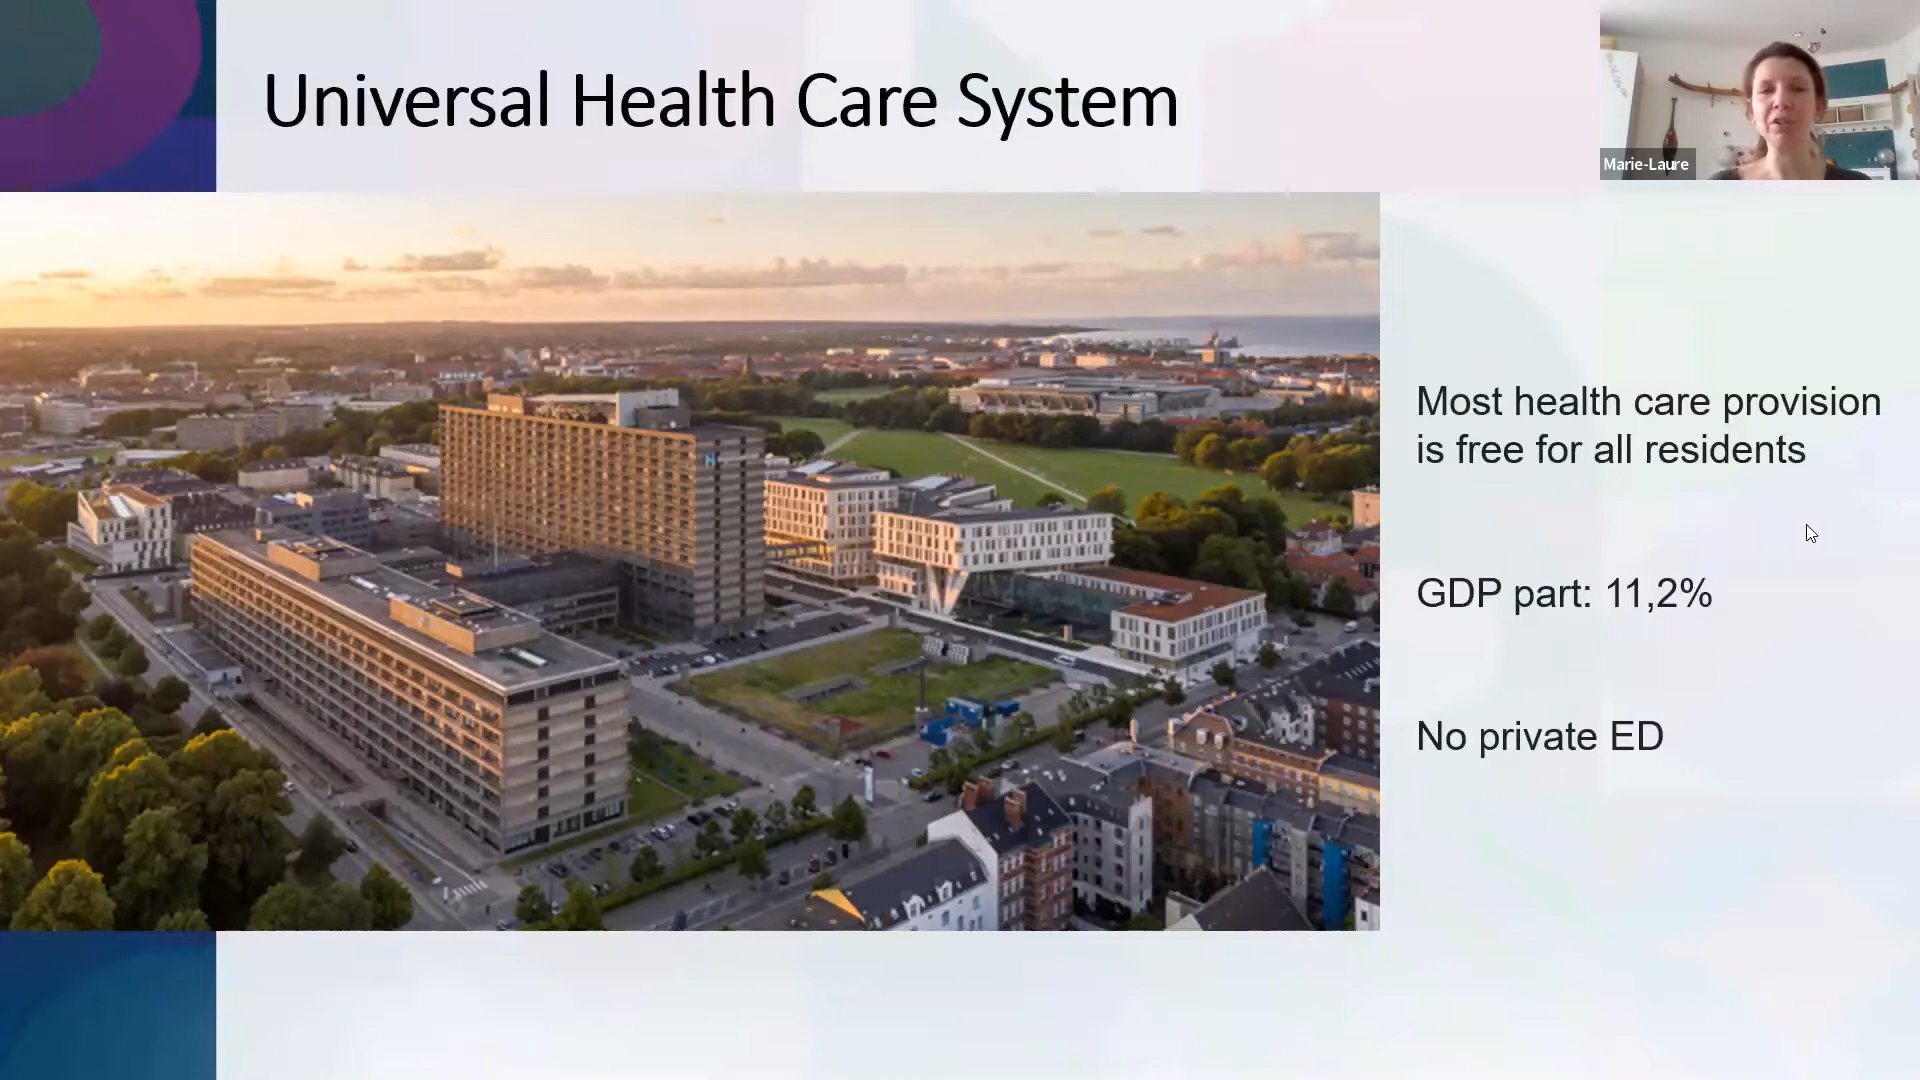 Universal Health Care System
Marie-Laure
H
Most health care provision
is free for all residents
GDP part: 11,2%
No private ED